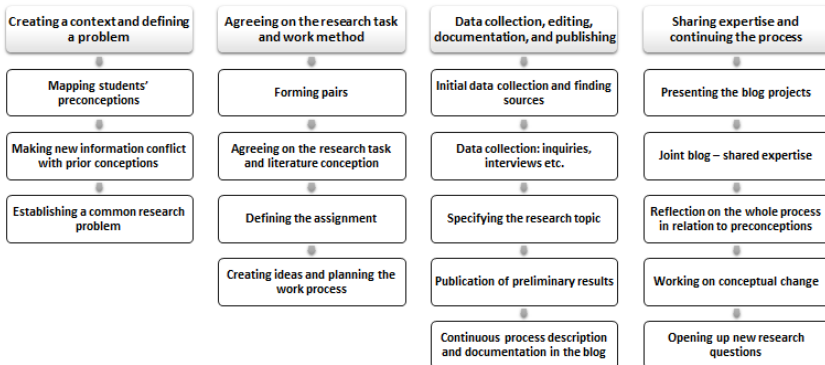 Creating a context and defining
a problem
Mapping students'
preconceptions
Making new information conflict
with prior conceptions
Establishing a common research
problem
Agreeing on the research task
and work method
Forming pairs
Agreeing on the research task
and literature conception
Defining the assignment
Creating ideas and planning the
work process
Data collection, editing,
documentation, and publishing
Initial data collection and finding
sources
Data collection: inquiries,
interviews etc.
Specifying the research topic
Publication of preliminary results
Continuous process description
and documentation in the blog
Sharing expertise and
continuing the process
Presenting the blog projects
Joint blog – shared expertise
Reflection on the whole process
in relation to preconceptions
Working on conceptual change
Opening up new research
questions